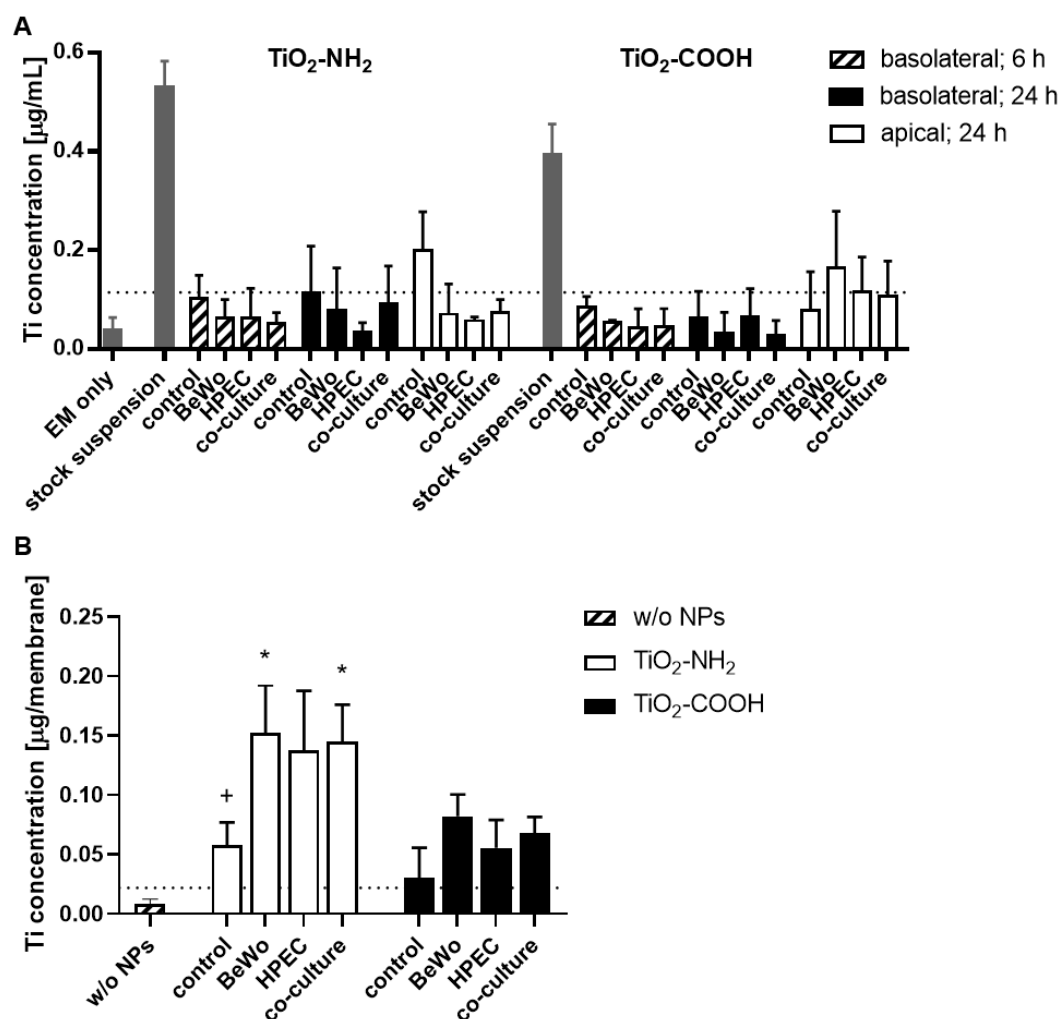 A
TiO₂-NH₂
TiO₂-COOH
basolateral; 6 h
basolateral; 24 h
apical; 24 h
Ti concentration [µg/mL]
0.6
0.4
0.2
0.0
EM only
stock suspension
control
BeWo
HPEC
co-culture
control
BeWo
HPEC
co-culture
control
BeWo
HPEC
co-culture
stock suspension
control
BeWo
HPEC
co-culture
control
BeWo
HPEC
co-culture
control
BeWo
HPEC
co-culture
B
Ti concentration [µg/membrane]
0.25
0.20
0.15
0.10
0.05
0.00
+
*
*
w/o NPs
TiO₂-NH₂
TiO₂-COOH
w/o NPs
control
BeWo
HPEC
co-culture
control
BeWo
HPEC
co-culture